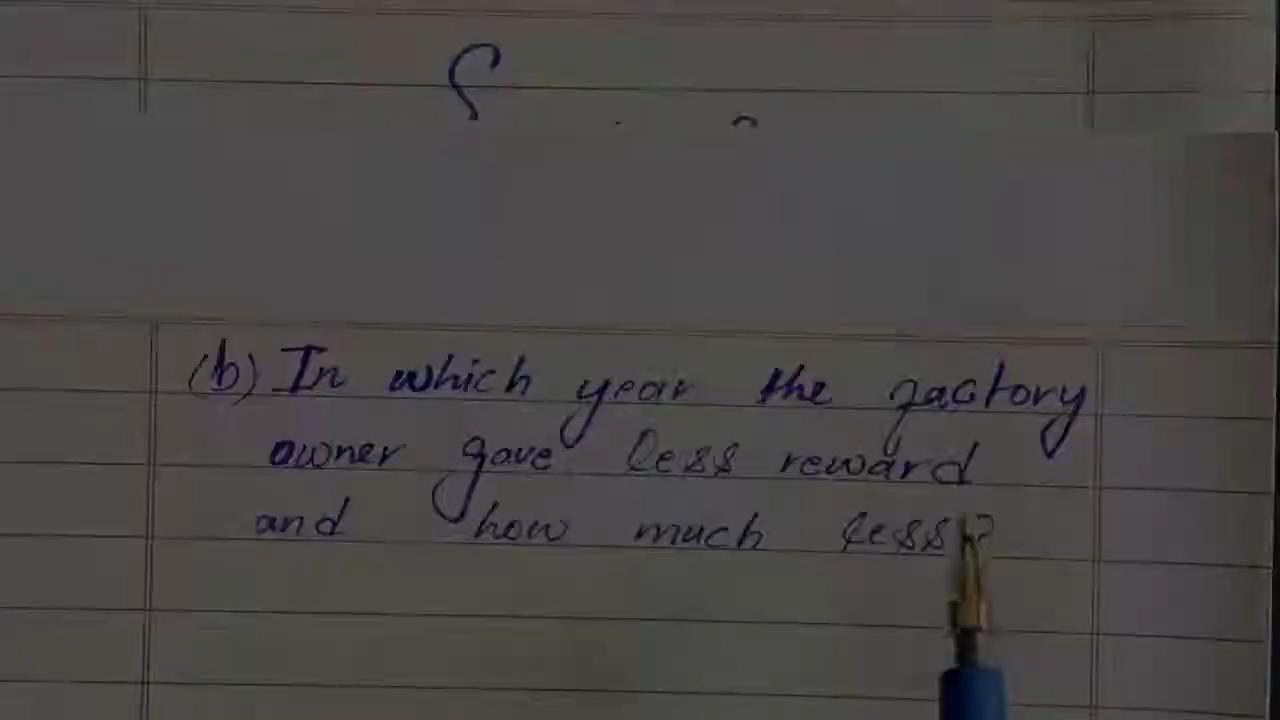 (b) In which year the factory
owner gave less reward
and how much less?